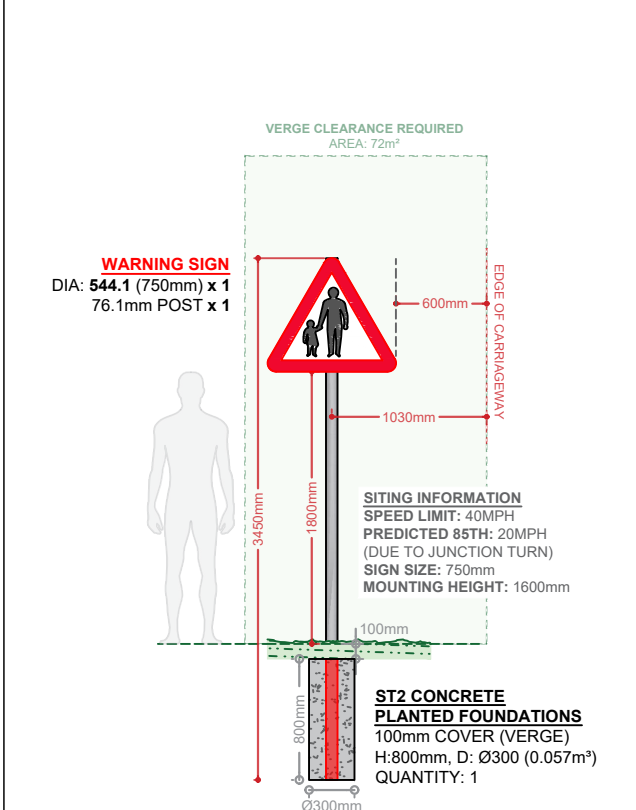 VERGE CLEARANCE REQUIRED
AREA: 72m²
WARNING SIGN
DIA: 544.1 (750mm) x 1
76.1mm POST x 1
600mm
EDGE OF CARRIAGEWAY
1030mm
3450mm
1800mm
SITING INFORMATION
SPEED LIMIT: 40MPH
PREDICTED 85TH: 20MPH
(DUE TO JUNCTION TURN)
SIGN SIZE: 750mm
MOUNTING HEIGHT: 1600mm
100mm
800mm
ST2 CONCRETE
PLANTED FOUNDATIONS
100mm COVER (VERGE)
H:800mm, D: Ø300 (0.057m³)
QUANTITY: 1
Ø300mm